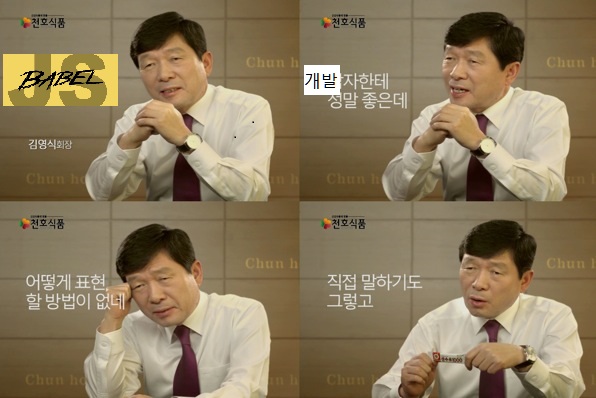 천호식품
Chun h
JS
BABEL
김영식회장
천호식품
Chun ho
개발자한테
정말 좋은데
천호식품
Chun h
어떻게 표현
할 방법이 없네
Chun h
천호식품
Chun ho
직접 말하기도
그렇고
Chun h